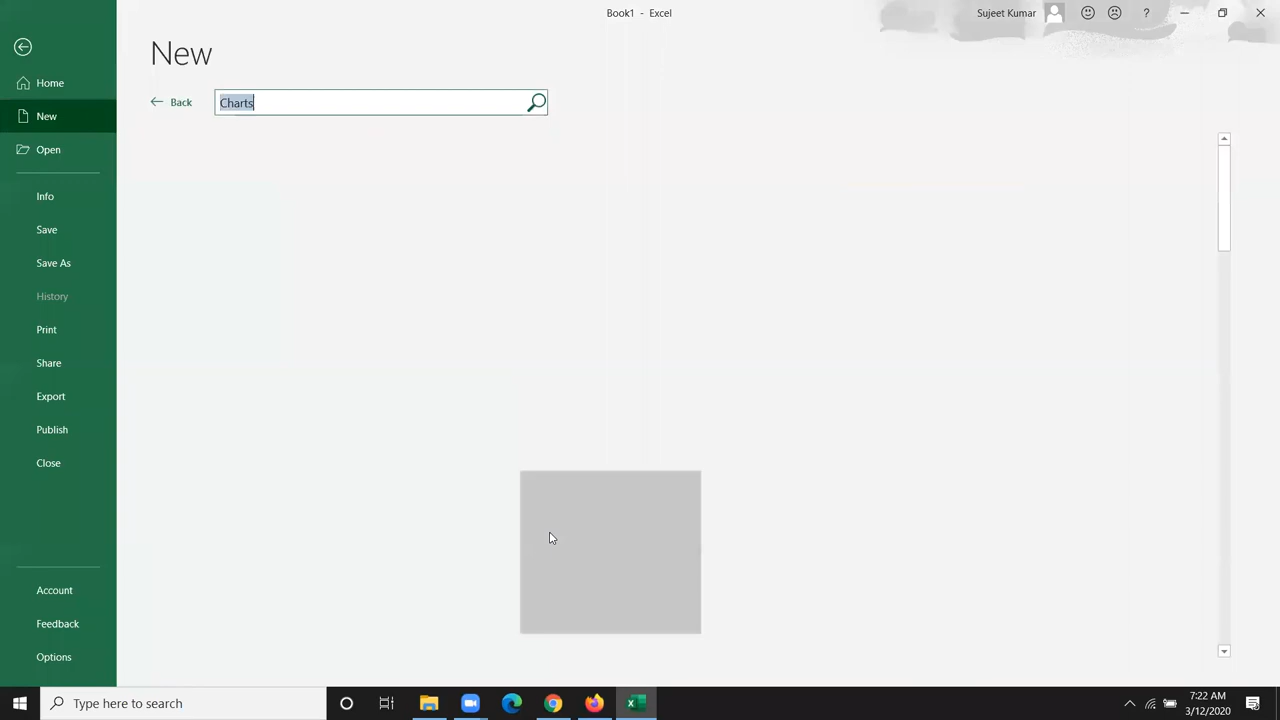 Book1 - Excel
Sujeet Kumar
?
New
Back
Charts
Home
New
Open
Info
Save
Save As
History
Print
Share
Export
Publish
Close
Account
Feedback
Options
Type here to search
7:22 AM
3/12/2020